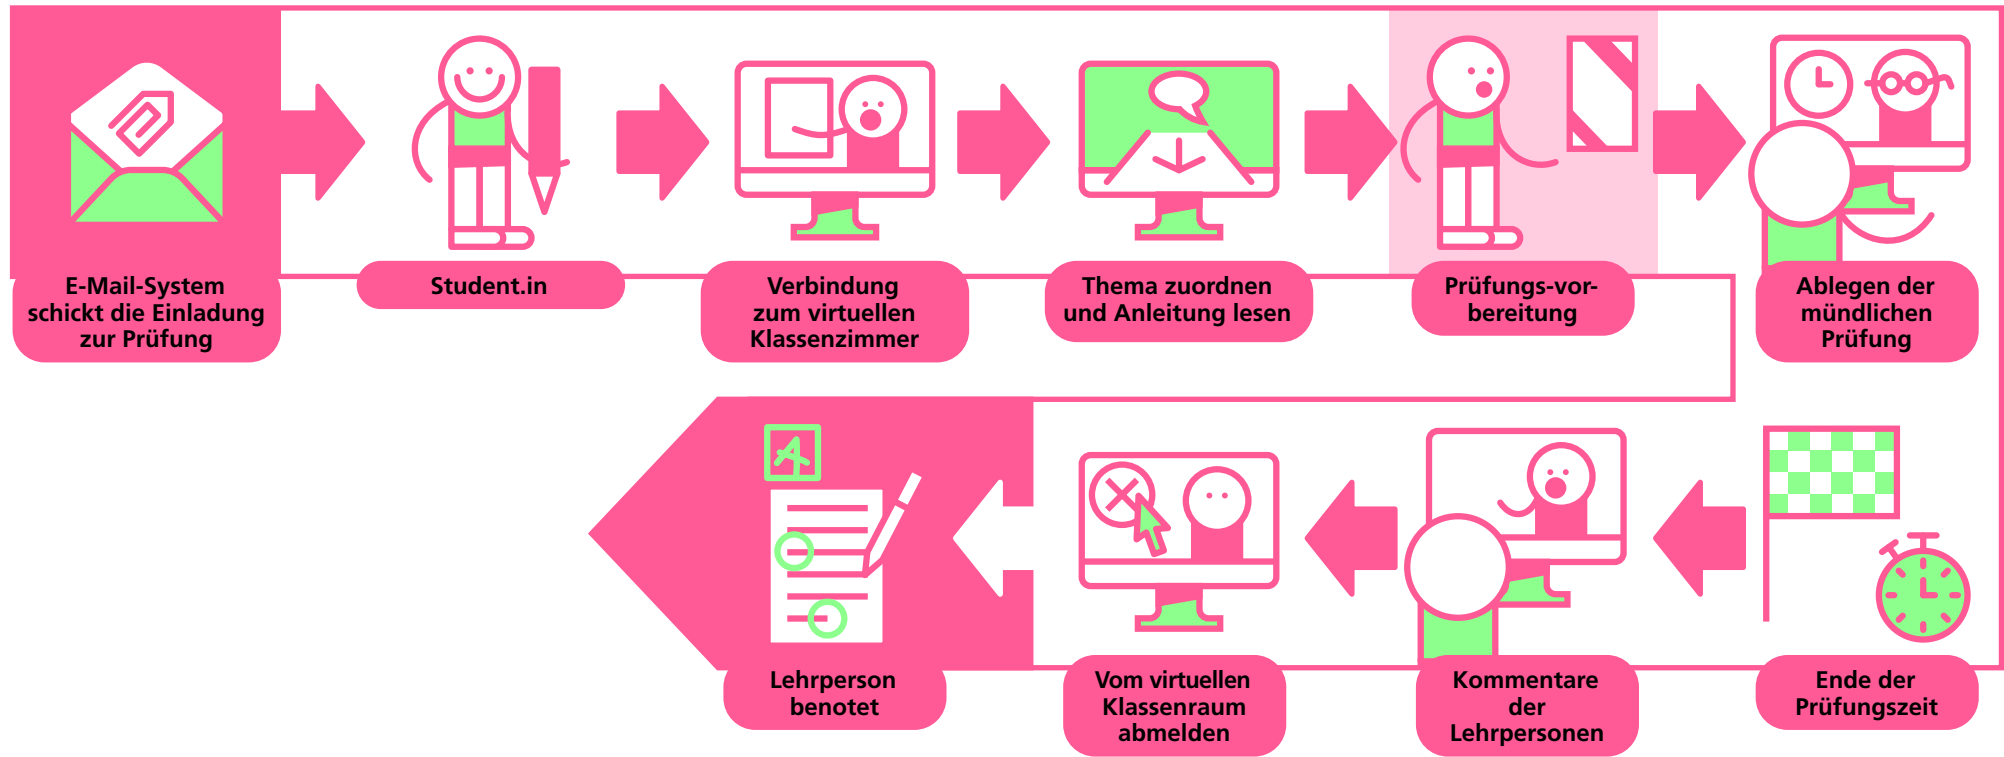 E-Mail-System
schickt die Einladung
zur Prüfung
Student.in
Verbindung
zum virtuellen
Klassenzimmer
Thema zuordnen
und Anleitung lesen
Prüfungs-vor-
bereitung
Ablegen der
mündlichen
Prüfung
Ende der
Prüfungszeit
Kommentare
der
Lehrpersonen
Vom virtuellen
Klassenraum
abmelden
A
Lehrperson
benotet